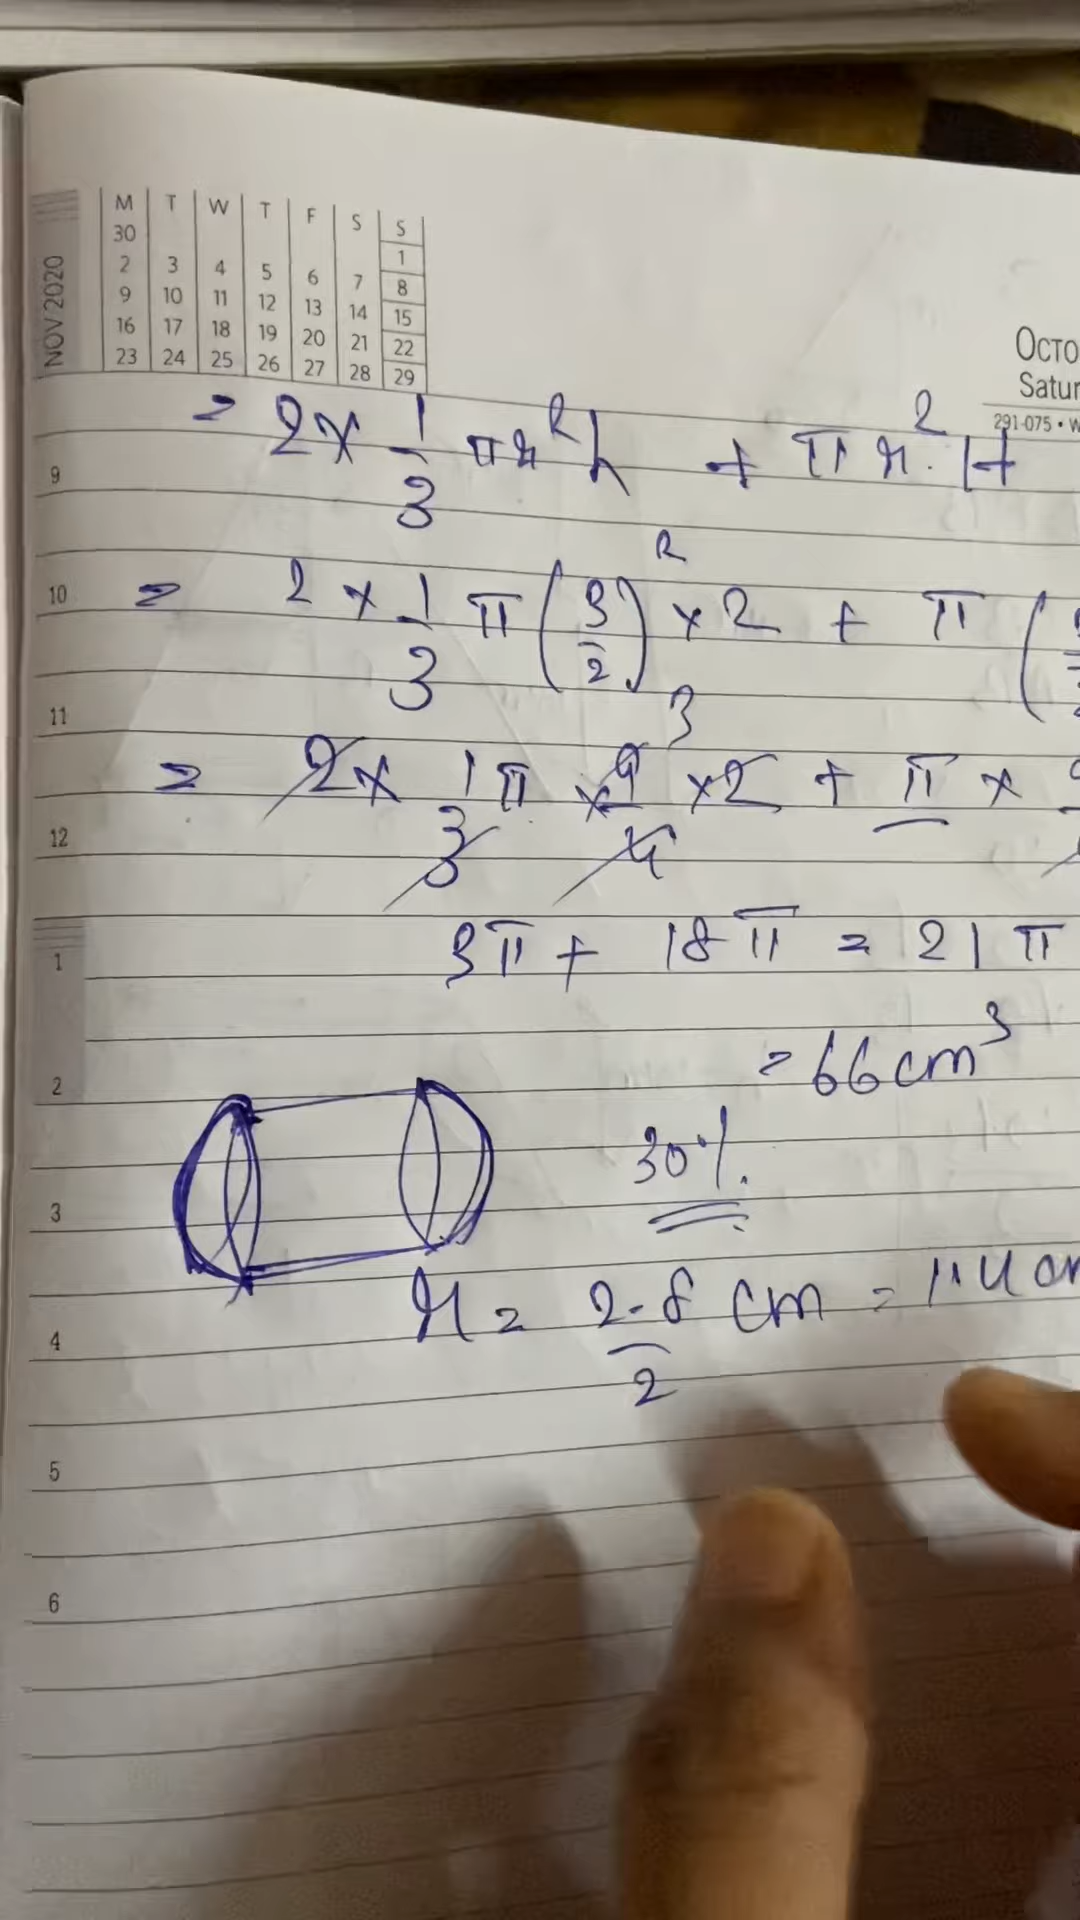 NOV 2020
M T W T F S S
30 1
2 3 4 5 6 7 8
9 10 11 12 13 14 15
16 17 18 19 20 21 22
23 24 25 26 27 28 29
OCTO
Satur
291-075 • W
= 2 × 1/3 πr²h + πr².H
9
10
= 2 × 1/3 π (3/2)² × 2 + π (
11
= 2 × 1/3 π × 9/4 × 2 + π ×
3
12
3π + 18π = 21π
1
= 66 cm³
2
30%.
3
r = 2.8/2 cm = 1.4 cm
4
5
6